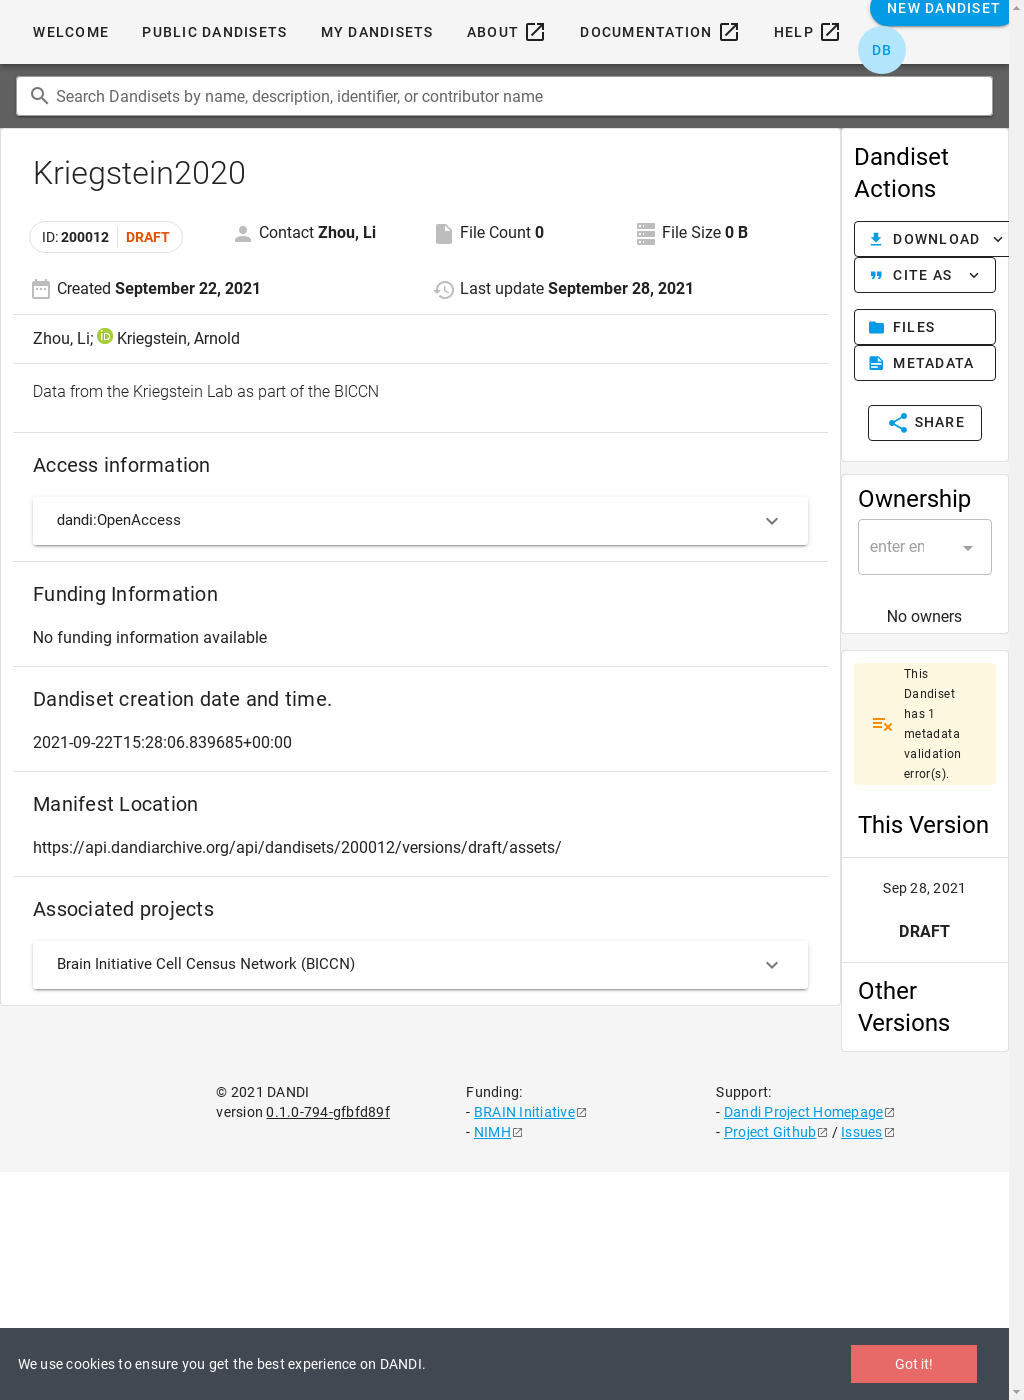 WELCOME PUBLIC DANDISETS MY DANDISETS ABOUT DOCUMENTATION HELP NEW DANDISET
DB
Search Dandisets by name, description, identifier, or contributor name
Kriegstein2020
ID: 200012 DRAFT
Contact Zhou, Li
File Count 0
File Size 0 B
Created September 22, 2021
Last update September 28, 2021
Zhou, Li; iD Kriegstein, Arnold
Data from the Kriegstein Lab as part of the BICCN
Access information
dandi:OpenAccess
Funding Information
No funding information available
Dandiset creation date and time.
2021-09-22T15:28:06.839685+00:00
Manifest Location
https://api.dandiarchive.org/api/dandisets/200012/versions/draft/assets/
Associated projects
Brain Initiative Cell Census Network (BICCN)
Dandiset
Actions
DOWNLOAD
CITE AS
FILES
METADATA
SHARE
Ownership
enter en
No owners
This
Dandiset
has 1
metadata
validation
error(s).
This Version
Sep 28, 2021
DRAFT
Other
Versions
© 2021 DANDI
version 0.1.0-794-gfbfd89f
Funding:
- BRAIN Initiative
- NIMH
Support:
- Dandi Project Homepage
- Project Github / Issues
We use cookies to ensure you get the best experience on DANDI.
Got it!